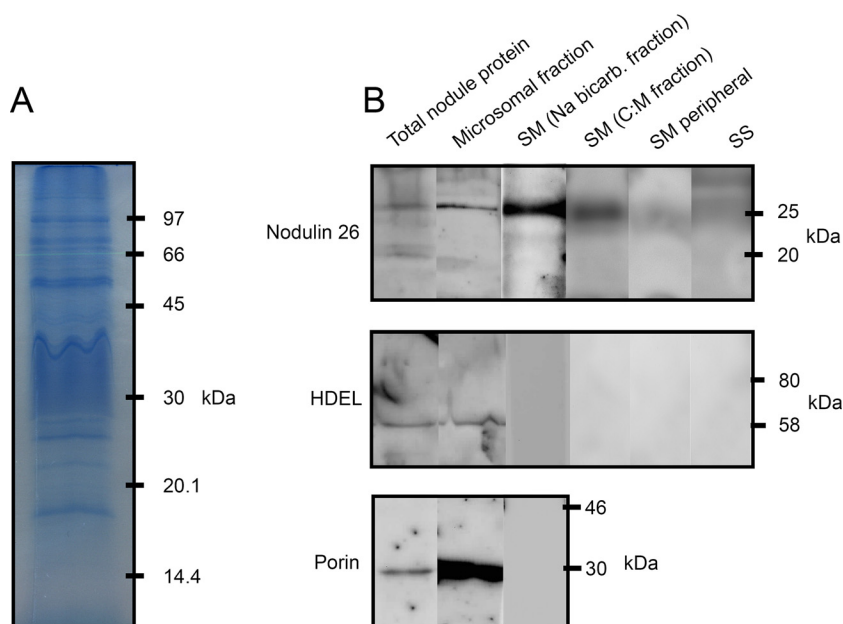 A
97
66
45
30 kDa
20.1
14.4
B
Total nodule protein
Microsomal fraction
SM (Na bicarb. fraction)
SM (C:M fraction)
SM peripheral
SS
Nodulin 26
25
kDa
20
HDEL
80
kDa
58
Porin
46
30 kDa